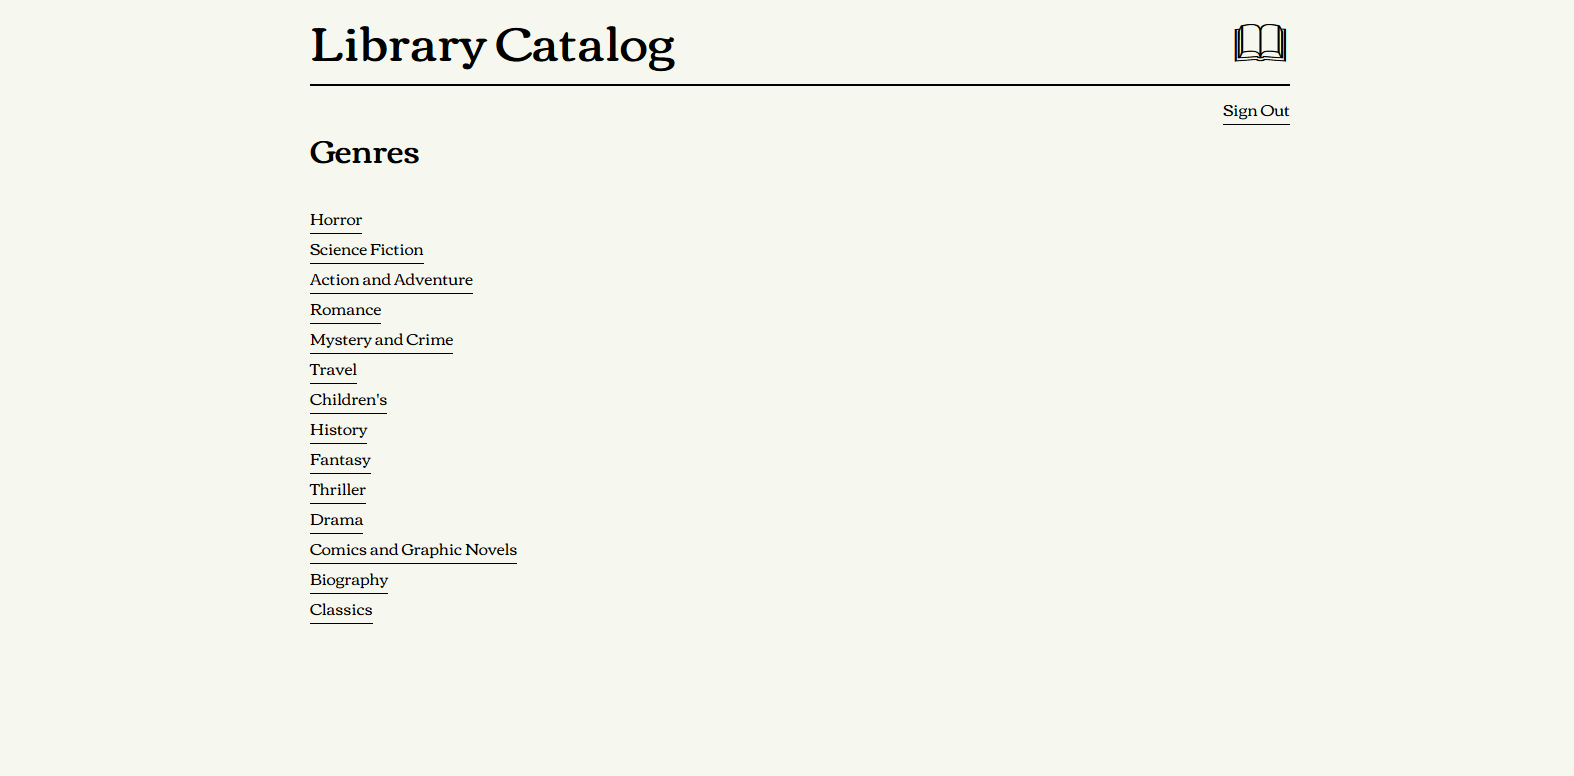 Library Catalog
Sign Out
Genres
Horror
Science Fiction
Action and Adventure
Romance
Mystery and Crime
Travel
Children's
History
Fantasy
Thriller
Drama
Comics and Graphic Novels
Biography
Classics